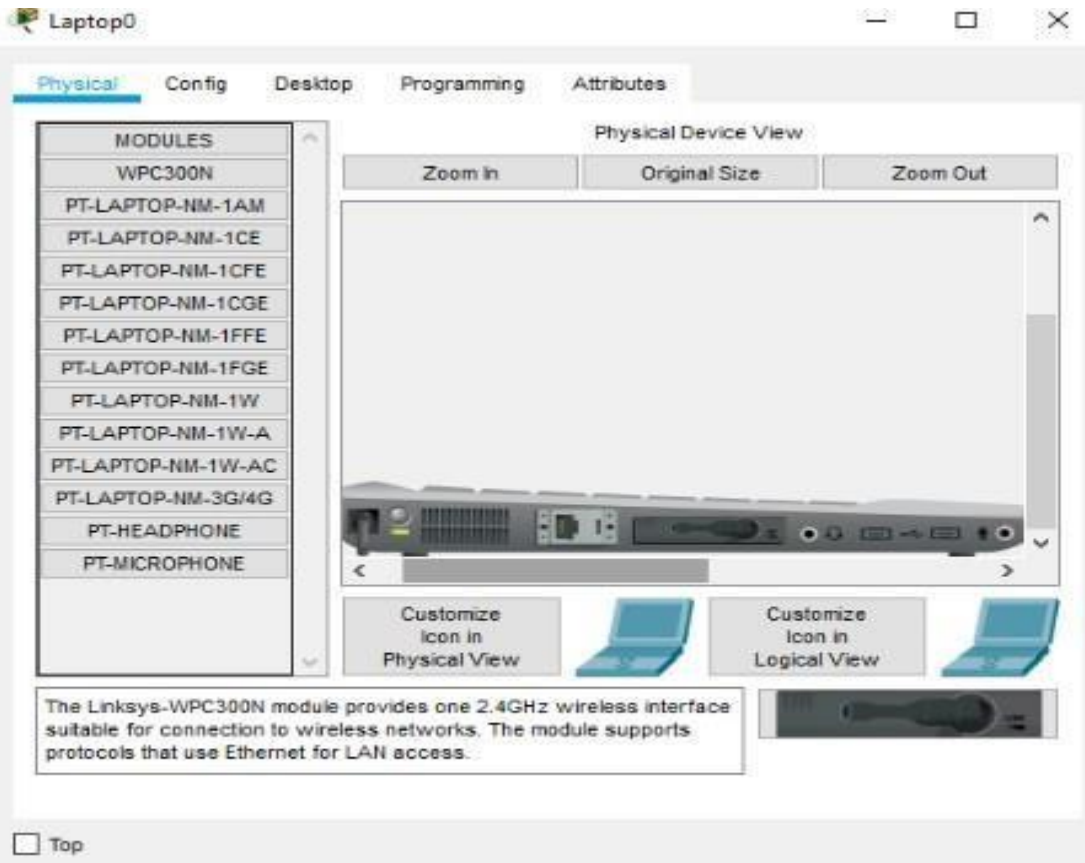 Laptop0
Physical Config Desktop Programming Attributes
MODULES
WPC300N
PT-LAPTOP-NM-1AM
PT-LAPTOP-NM-1CE
PT-LAPTOP-NM-1CFE
PT-LAPTOP-NM-1CGE
PT-LAPTOP-NM-1FFE
PT-LAPTOP-NM-1FGE
PT-LAPTOP-NM-1W
PT-LAPTOP-NM-1W-A
PT-LAPTOP-NM-1W-AC
PT-LAPTOP-NM-3G/4G
PT-HEADPHONE
PT-MICROPHONE
Physical Device View
Zoom In Original Size Zoom Out
Customize
Icon in
Physical View
Customize
Icon in
Logical View
The Linksys-WPC300N module provides one 2.4GHz wireless interface
suitable for connection to wireless networks. The module supports
protocols that use Ethernet for LAN access.
Top